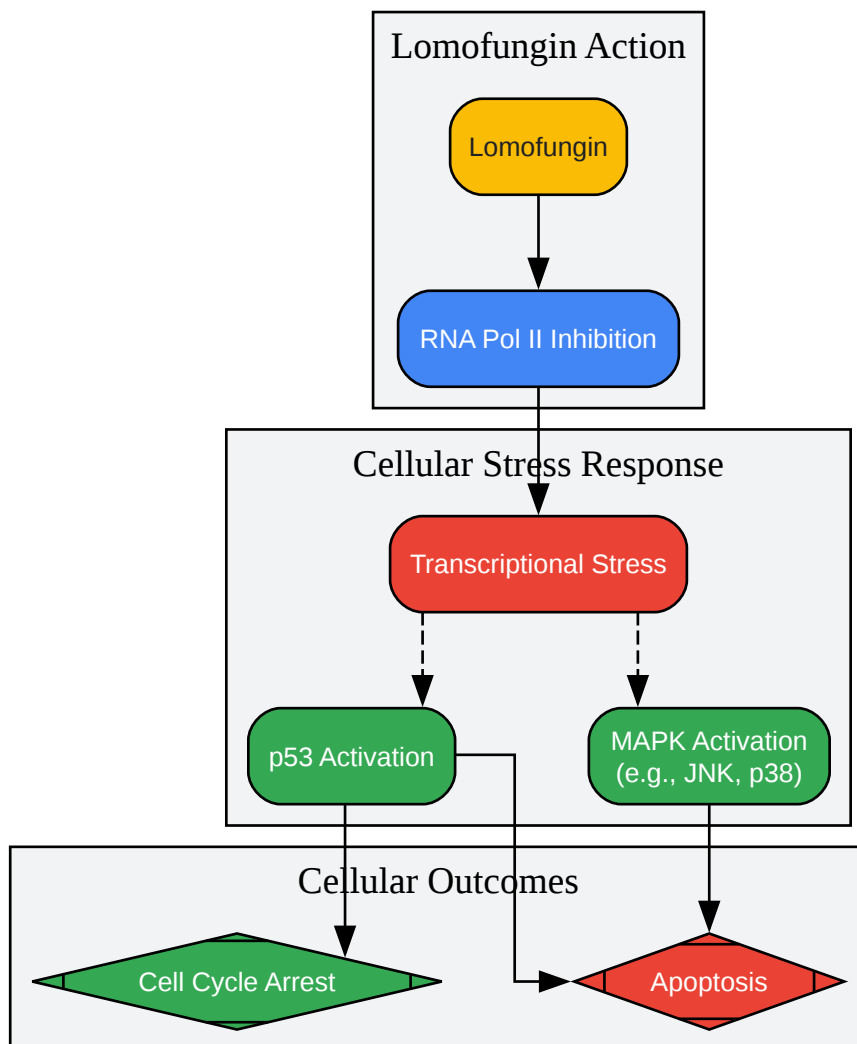 Lomofungin Action
Lomofungin
RNA Pol II Inhibition
Cellular Stress Response
Transcriptional Stress
p53 Activation
MAPK Activation
(e.g., JNK, p38)
Cellular Outcomes
Cell Cycle Arrest
Apoptosis